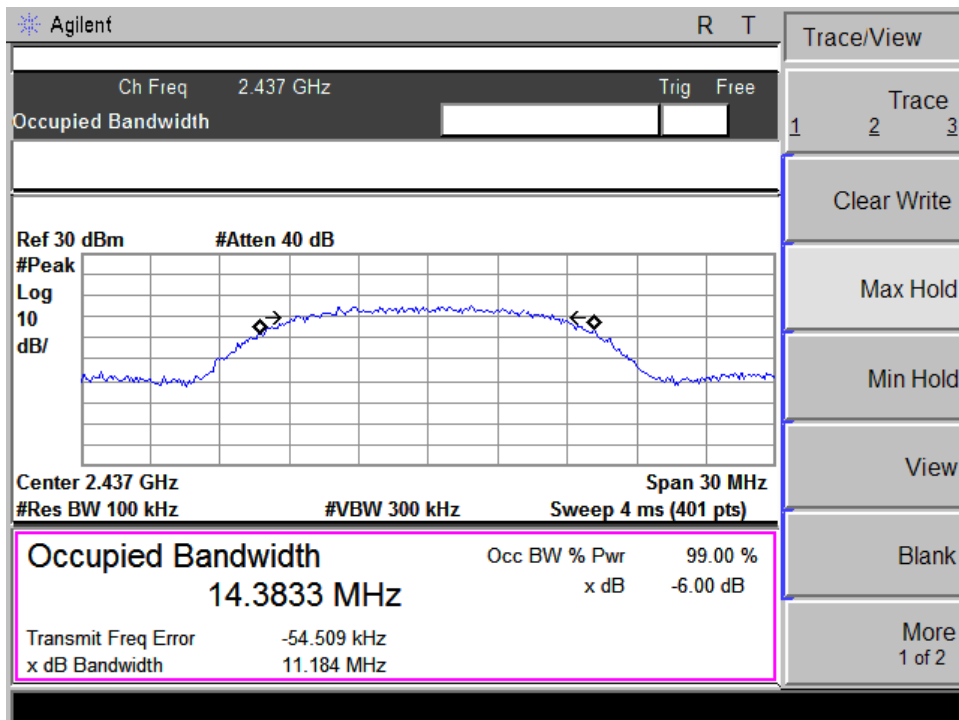 Agilent R T
Trace/View
Ch Freq 2.437 GHz Trig Free
Occupied Bandwidth
Trace
1 2 3
Clear Write
Ref 30 dBm #Atten 40 dB
#Peak
Log
10
dB/
Max Hold
Min Hold
View
Center 2.437 GHz Span 30 MHz
#Res BW 100 kHz #VBW 300 kHz Sweep 4 ms (401 pts)
Occupied Bandwidth
14.3833 MHz
Occ BW % Pwr 99.00 %
x dB -6.00 dB
Transmit Freq Error -54.509 kHz
x dB Bandwidth 11.184 MHz
Blank
More
1 of 2